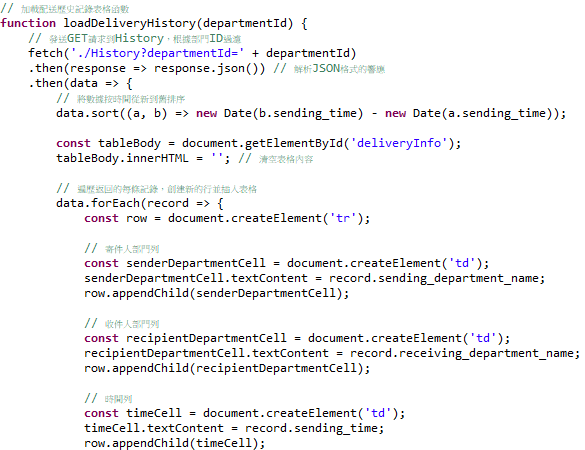 // 加載配送歷史記錄表格函數
function loadDeliveryHistory(departmentId) {
// 發送GET請求到History，根據部門ID過濾
fetch('./History?departmentId=' + departmentId)
.then(response => response.json()) // 解析JSON格式的響應
.then(data => {
// 將數據按時間從新到舊排序
data.sort((a, b) => new Date(b.sending_time) - new Date(a.sending_time));
const tableBody = document.getElementById('deliveryInfo');
tableBody.innerHTML = ''; // 清空表格內容
// 遍歷返回的每條記錄，創建新的行並插入表格
data.forEach(record => {
const row = document.createElement('tr');
// 寄件人部門列
const senderDepartmentCell = document.createElement('td');
senderDepartmentCell.textContent = record.sending_department_name;
row.appendChild(senderDepartmentCell);
// 收件人部門列
const recipientDepartmentCell = document.createElement('td');
recipientDepartmentCell.textContent = record.receiving_department_name;
row.appendChild(recipientDepartmentCell);
// 時間列
const timeCell = document.createElement('td');
timeCell.textContent = record.sending_time;
row.appendChild(timeCell);